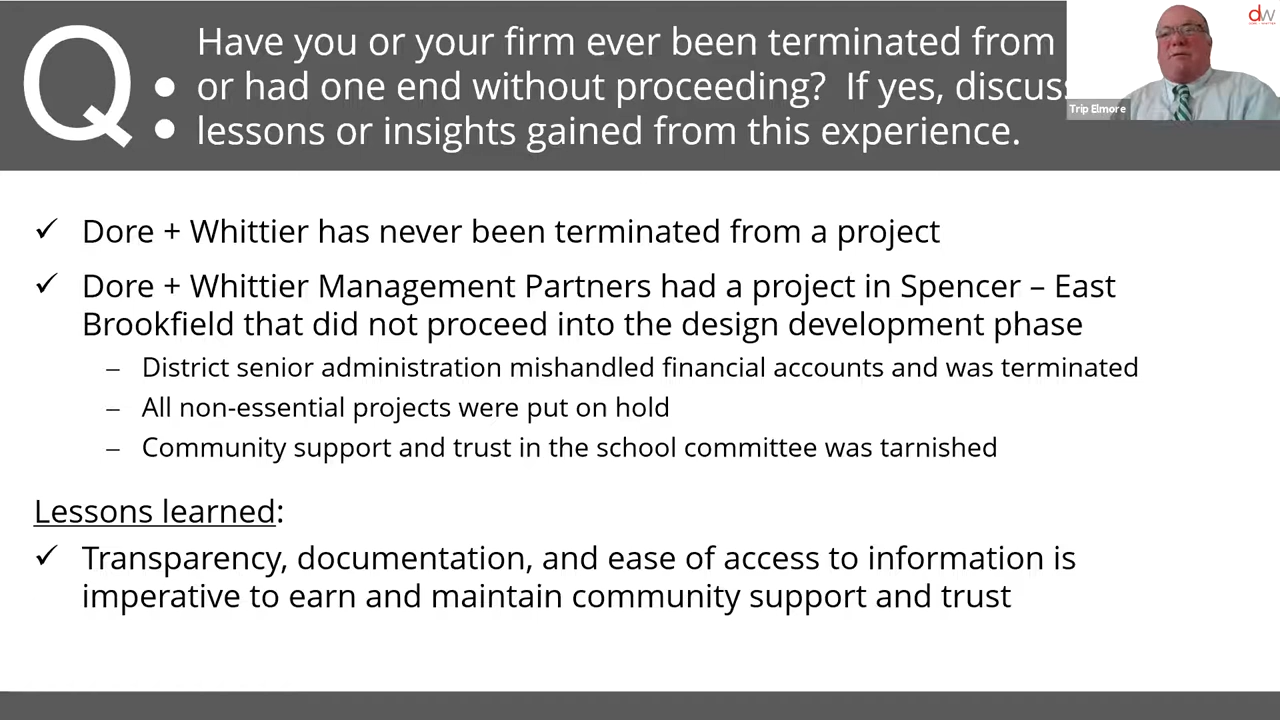 Q:
Have you or your firm ever been terminated from
or had one end without proceeding? If yes, discuss
lessons or insights gained from this experience.
dw
Trip Elmore
✓ Dore + Whittier has never been terminated from a project
✓ Dore + Whittier Management Partners had a project in Spencer – East
Brookfield that did not proceed into the design development phase
– District senior administration mishandled financial accounts and was terminated
– All non-essential projects were put on hold
– Community support and trust in the school committee was tarnished
Lessons learned:
✓ Transparency, documentation, and ease of access to information is
imperative to earn and maintain community support and trust